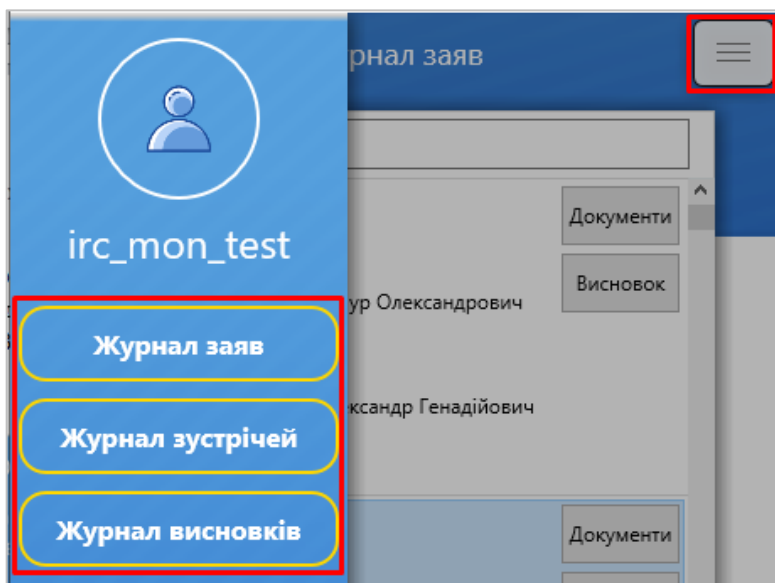 рнал заяв
irc_mon_test
Журнал заяв
Журнал зустрічей
Журнал висновків
Документи
Висновок
ур Олександрович
ксандр Генадійович
Документи